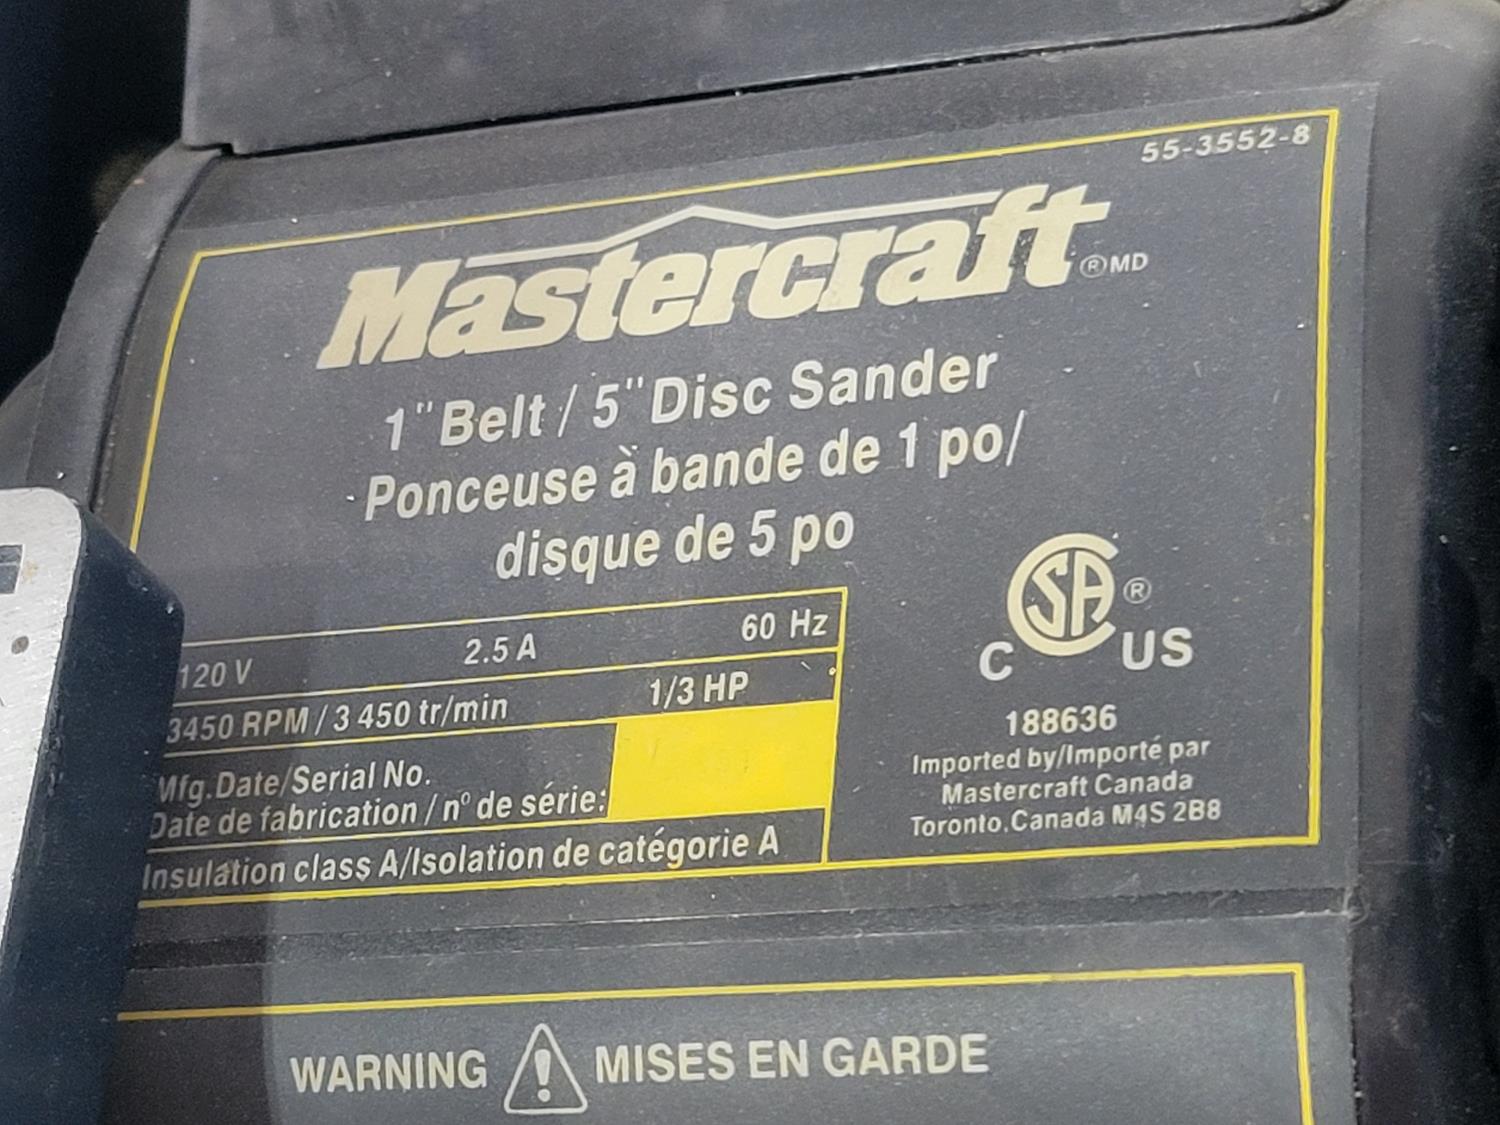 55-3552-8
Mastercraft ®MD
1" Belt / 5" Disc Sander
Ponceuse à bande de 1 po/
disque de 5 po
120 V 2.5 A 60 Hz
3450 RPM / 3 450 tr/min 1/3 HP
Mfg.Date/Serial No.
Date de fabrication / nº de série:
Insulation class A/Isolation de catégorie A
CSA ®
C US
188636
Imported by/Importé par
Mastercraft Canada
Toronto,Canada M4S 2B8
WARNING ! MISES EN GARDE